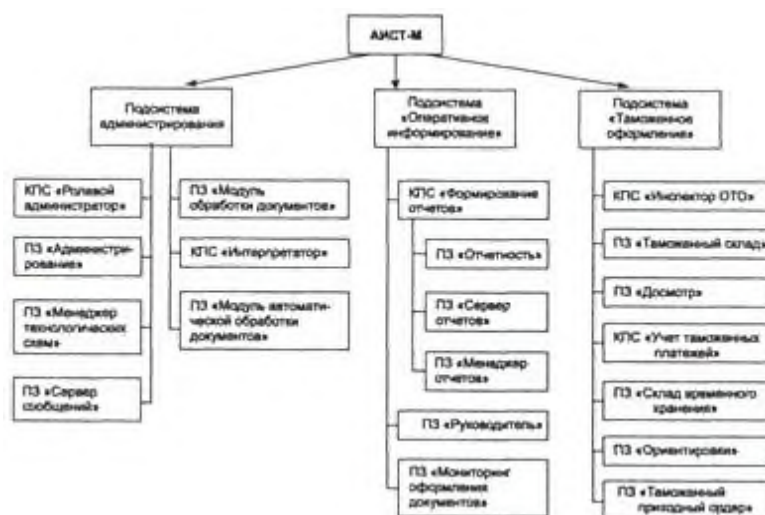 АИСТ-М
Подсистема
администрирования
КПС «Ролевой
администратор»
ПЗ «Администри-
рование»
ПЗ «Менеджер
технологических
схем»
ПЗ «Сервер
сообщений»
ПЗ «Модуль
обработки документов»
КПС «Интерпретатор»
ПЗ «Модуль автомати-
ческой обработки
документов»
Подсистема
«Оперативное
информирование»
КПС «Формирование
отчетов»
ПЗ «Отчетность»
ПЗ «Сервер
отчетов»
ПЗ «Менеджер
отчетов»
ПЗ «Руководитель»
ПЗ «Мониторинг
оформления
документов»
Подсистема
«Таможенное
оформление»
КПС «Инспектор ОТО»
ПЗ «Таможенный склад»
ПЗ «Досмотр»
КПС «Учет таможенных
платежей»
ПЗ «Склад временного
хранения»
ПЗ «Ориентировки»
ПЗ «Таможенный
приходный ордер»